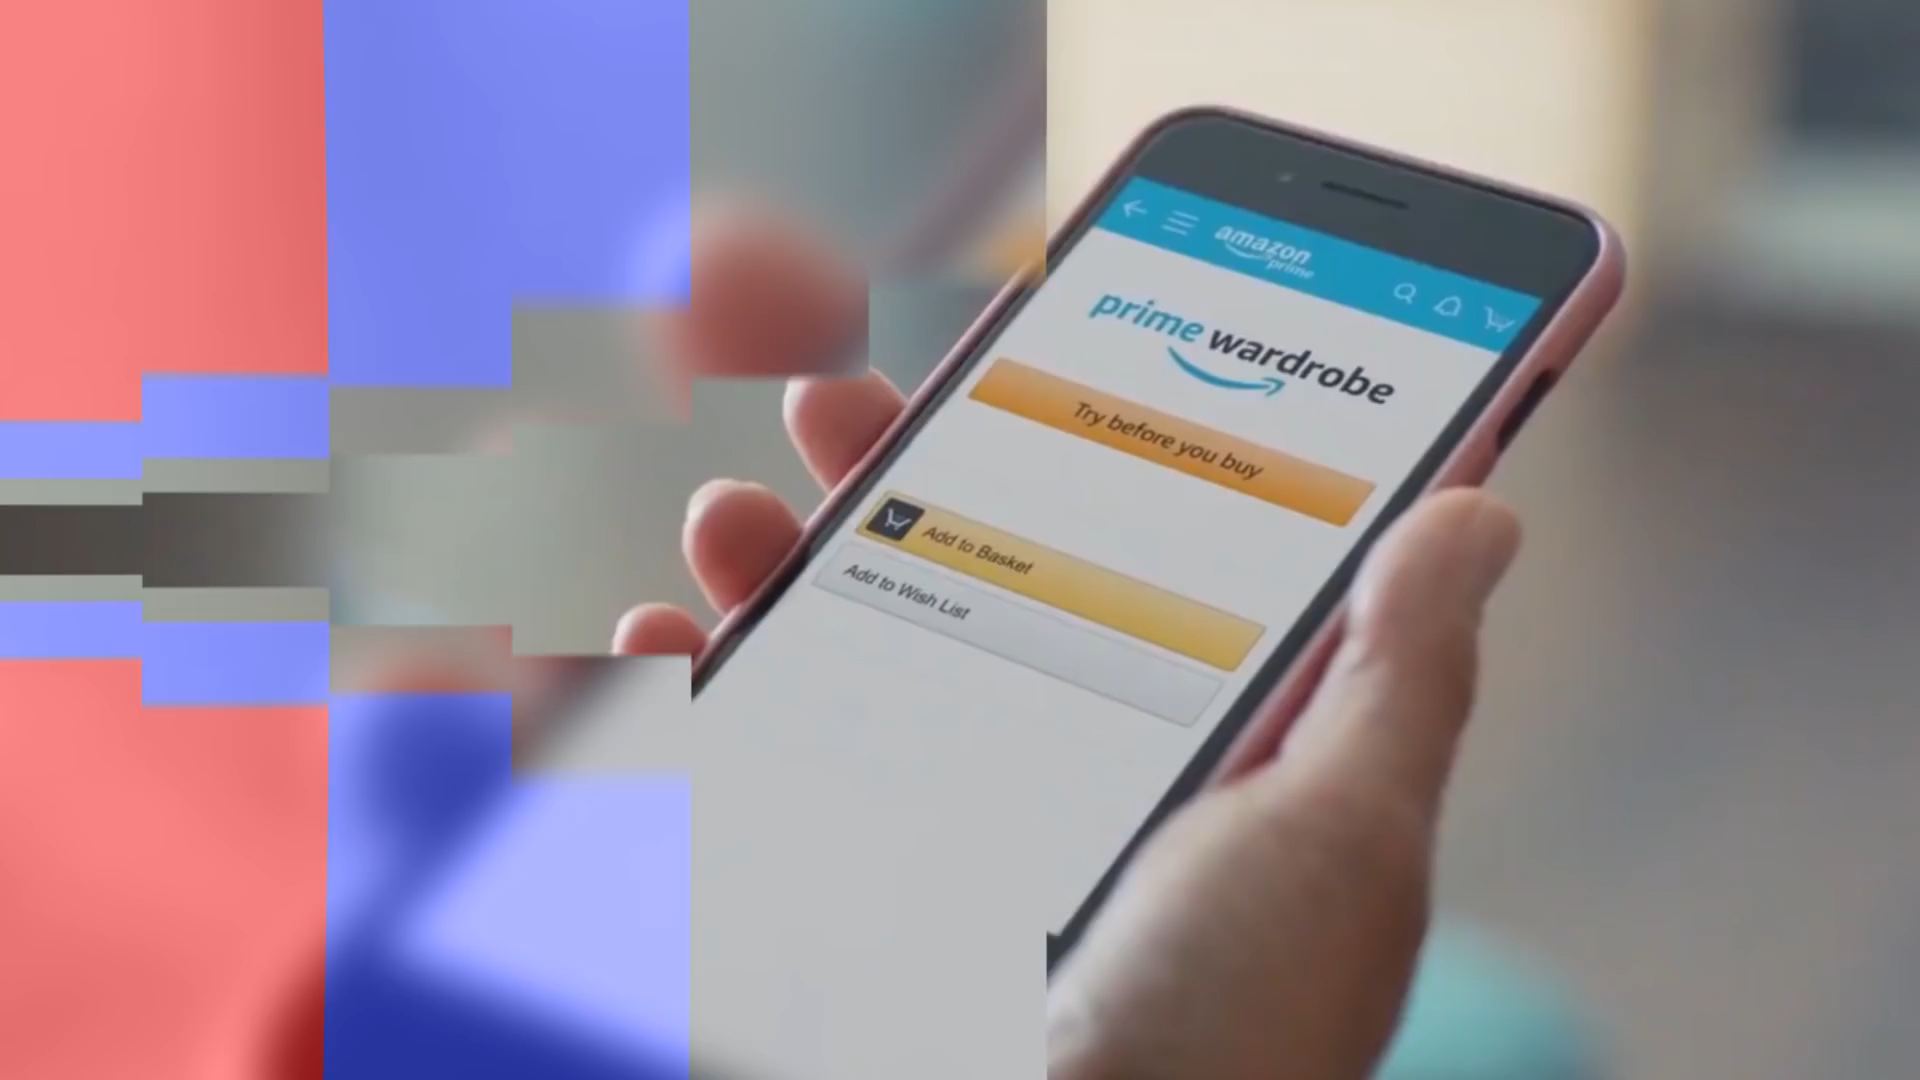 amazon
prime
prime wardrobe
Try before you buy
Add to Basket
Add to Wish List